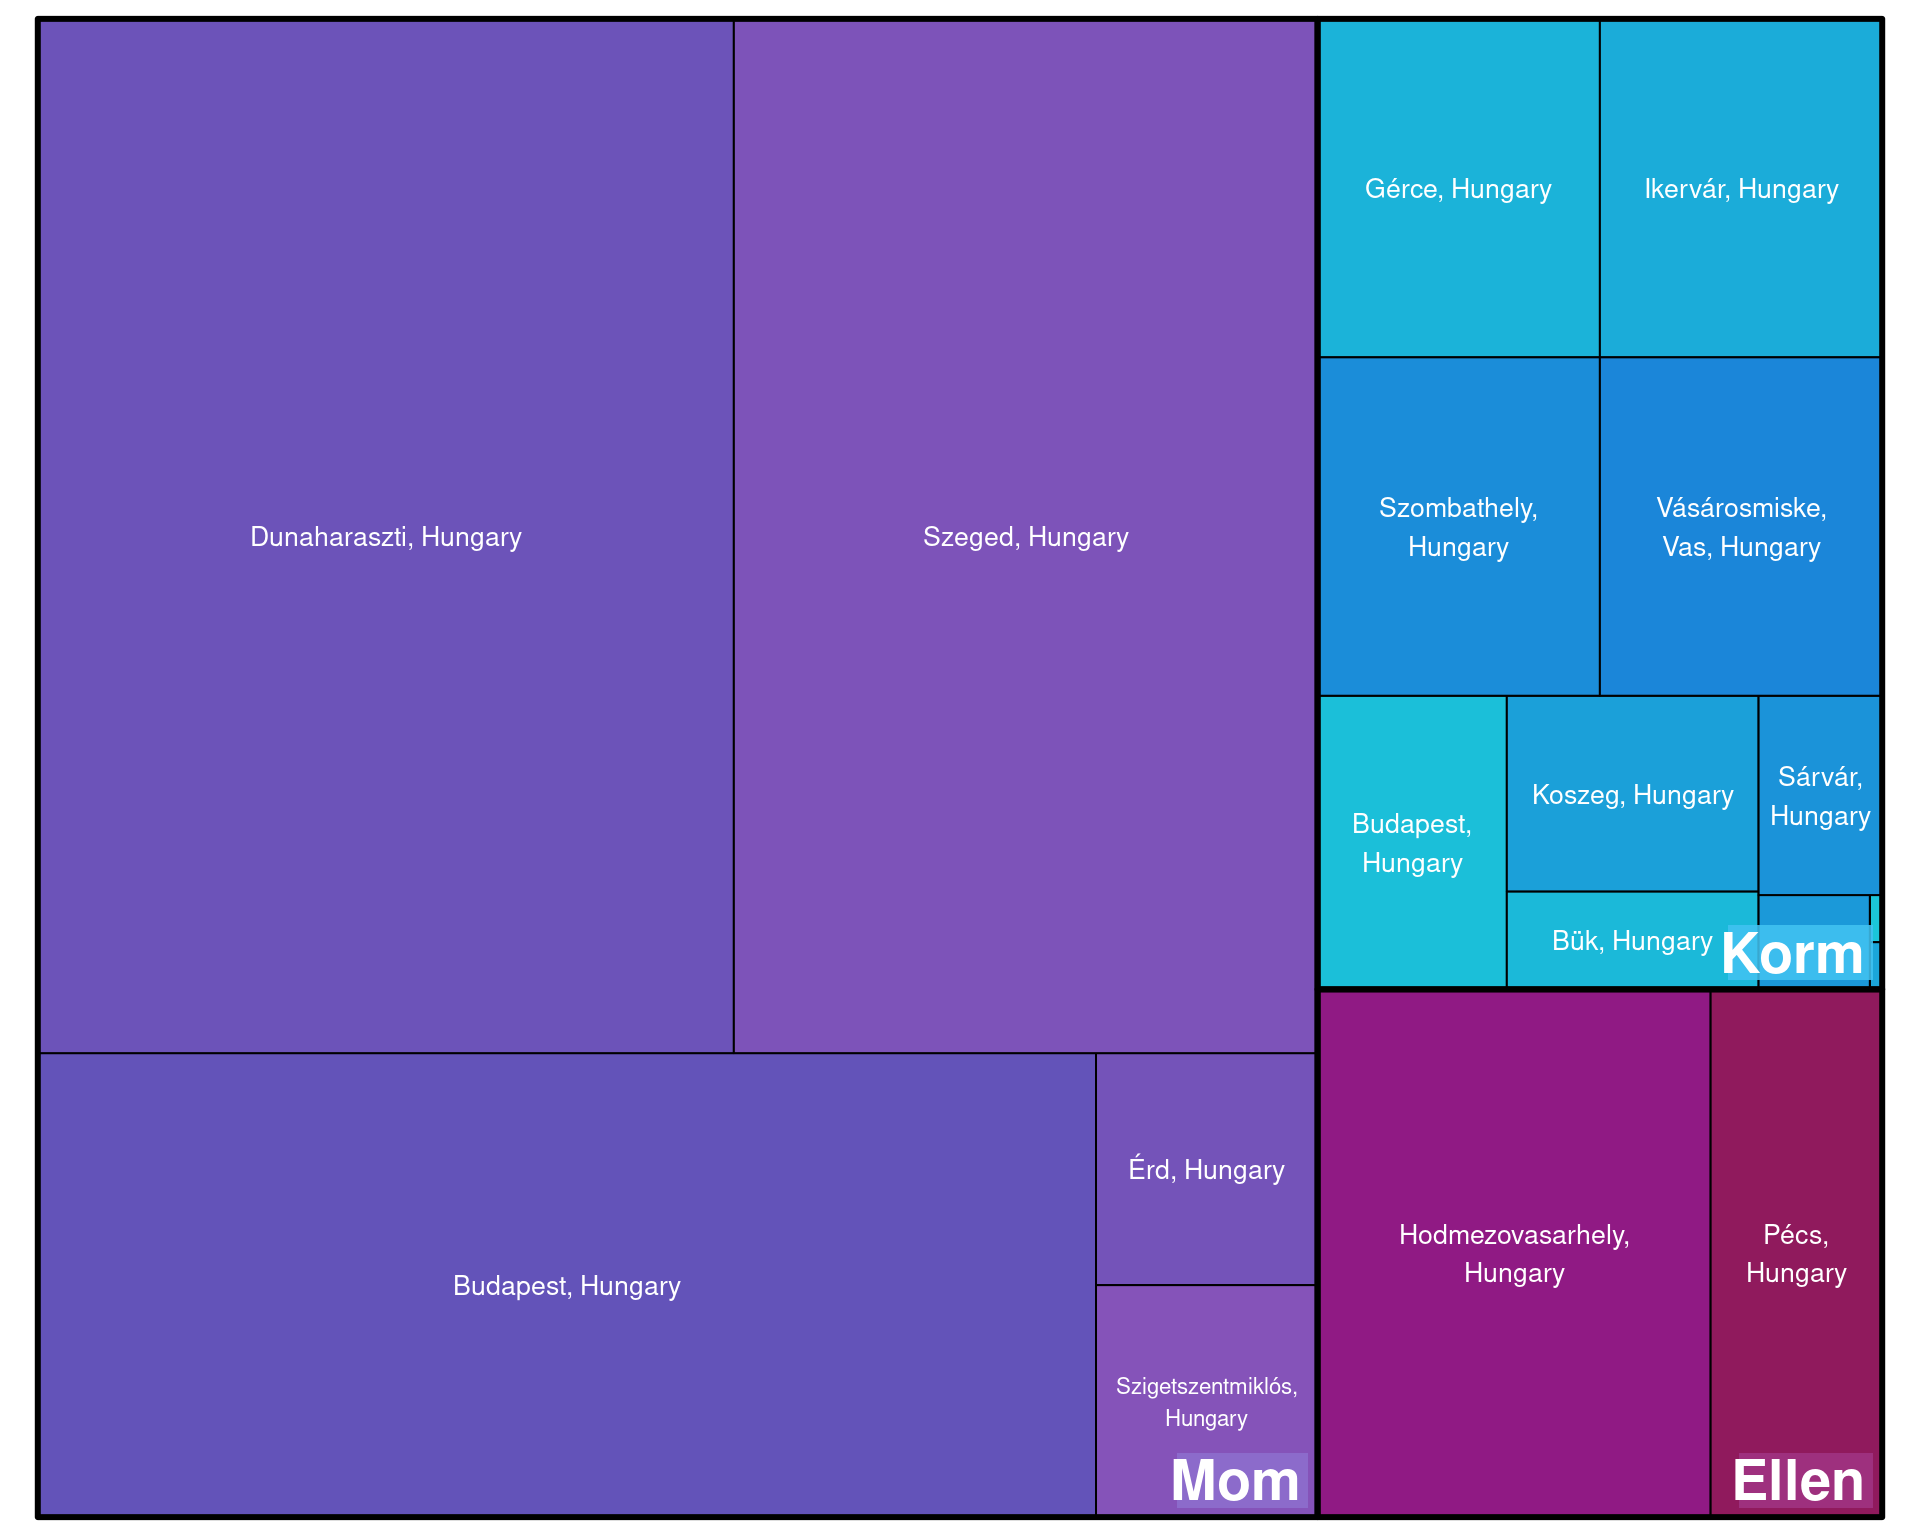 Dunaharaszti, Hungary
Szeged, Hungary
Budapest, Hungary
Érd, Hungary
Szigetszentmiklós,
Hungary
Mom
Gérce, Hungary
Ikervár, Hungary
Szombathely,
Hungary
Vásárosmiske,
Vas, Hungary
Budapest,
Hungary
Koszeg, Hungary
Sárvár,
Hungary
Bük, Hungary
Korm
Hodmezovasarhely,
Hungary
Pécs,
Hungary
Ellen